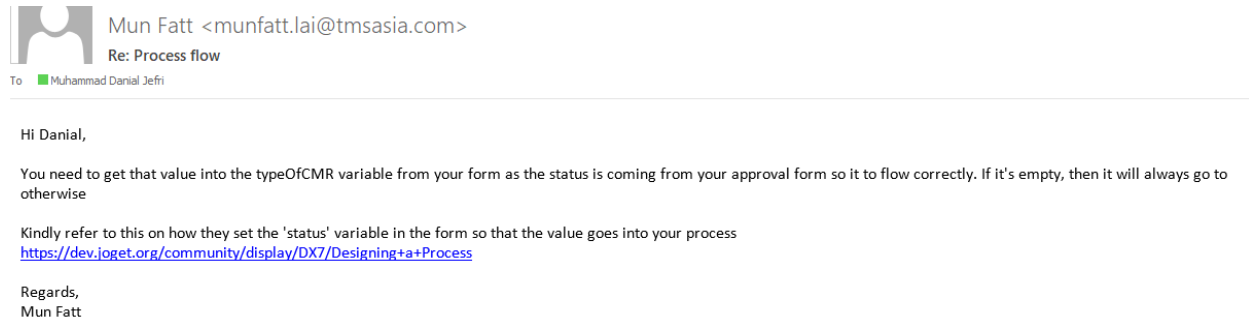 Mun Fatt <munfatt.lai@tmsasia.com>
Re: Process flow
To Muhammad Danial Jefri
Hi Danial,
You need to get that value into the typeOfCMR variable from your form as the status is coming from your approval form so it to flow correctly. If it's empty, then it will always go to
otherwise
Kindly refer to this on how they set the 'status' variable in the form so that the value goes into your process
https://dev.joget.org/community/display/DX7/Designing+a+Process
Regards,
Mun Fatt